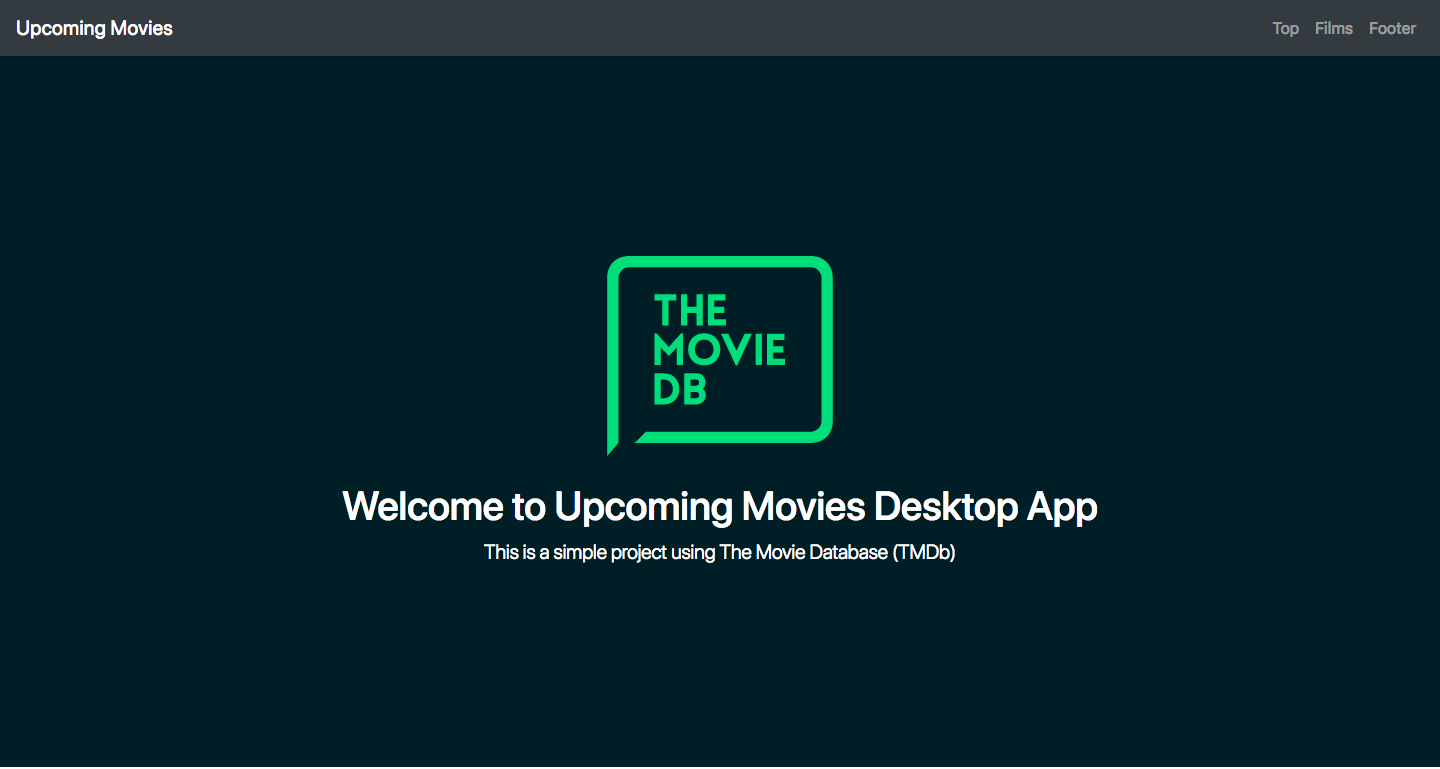 Upcoming Movies
Top Films Footer
THE
MOVIE
DB
Welcome to Upcoming Movies Desktop App
This is a simple project using The Movie Database (TMDb)